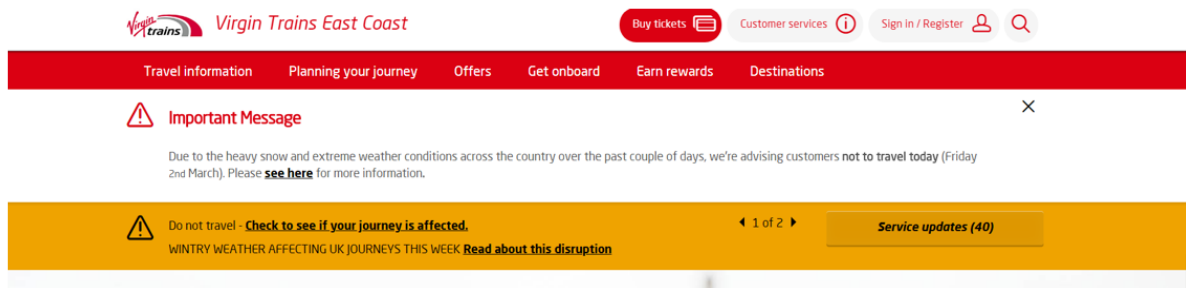 Virgin trains Virgin Trains East Coast Buy tickets Customer services Sign in / Register
Travel information Planning your journey Offers Get onboard Earn rewards Destinations
Important Message
Due to the heavy snow and extreme weather conditions across the country over the past couple of days, we're advising customers not to travel today (Friday
2nd March). Please see here for more information.
Do not travel - Check to see if your journey is affected. 1 of 2 Service updates (40)
WINTRY WEATHER AFFECTING UK JOURNEYS THIS WEEK Read about this disruption